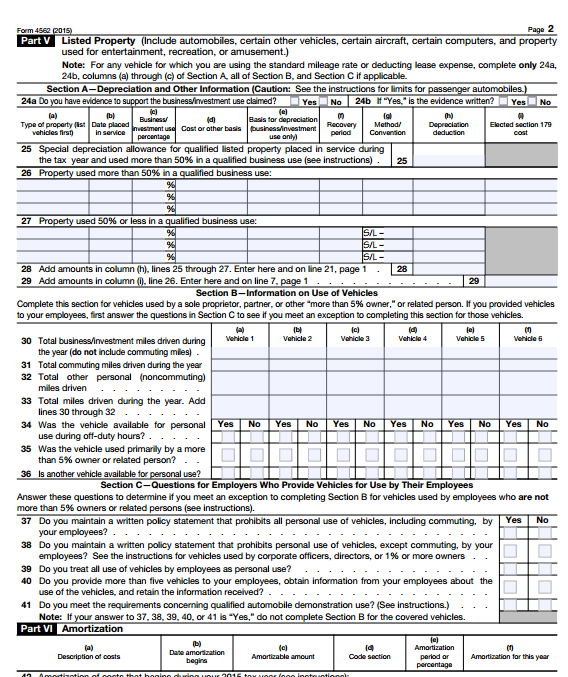 Form 4562 (2015) Page 2
Part V Listed Property (Include automobiles, certain other vehicles, certain aircraft, certain computers, and property
used for entertainment, recreation, or amusement.)
Note: For any vehicle for which you are using the standard mileage rate or deducting lease expense, complete only 24a,
24b, columns (a) through (c) of Section A, all of Section B, and Section C if applicable.
Section A—Depreciation and Other Information (Caution: See the instructions for limits for passenger automobiles.)
24a Do you have evidence to support the business/investment use claimed? Yes No 24b If "Yes," is the evidence written? Yes No
(a) (b) (c) (d) (e) (f) (g) (h) (i)
Type of property (list vehicles first) Date placed in service Business/ investment use percentage Cost or other basis Basis for depreciation (business/investment use only) Recovery period Method/ Convention Depreciation deduction Elected section 179 cost
25 Special depreciation allowance for qualified listed property placed in service during
the tax year and used more than 50% in a qualified business use (see instructions) . 25
26 Property used more than 50% in a qualified business use:
%
%
%
27 Property used 50% or less in a qualified business use:
% S/L –
% S/L –
% S/L –
28 Add amounts in column (h), lines 25 through 27. Enter here and on line 21, page 1 . 28
29 Add amounts in column (i), line 26. Enter here and on line 7, page 1 . . . . . . . . . . . . 29
Section B—Information on Use of Vehicles
Complete this section for vehicles used by a sole proprietor, partner, or other "more than 5% owner," or related person. If you provided vehicles
to your employees, first answer the questions in Section C to see if you meet an exception to completing this section for those vehicles.
(a) (b) (c) (d) (e) (f)
Vehicle 1 Vehicle 2 Vehicle 3 Vehicle 4 Vehicle 5 Vehicle 6
30 Total business/investment miles driven during
the year (do not include commuting miles) .
31 Total commuting miles driven during the year
32 Total other personal (noncommuting)
miles driven . . . . . . . .
33 Total miles driven during the year. Add
lines 30 through 32 . . . . . . .
34 Was the vehicle available for personal Yes No Yes No Yes No Yes No Yes No Yes No
use during off-duty hours? . . . . .
35 Was the vehicle used primarily by a more
than 5% owner or related person? . .
36 Is another vehicle available for personal use?
Section C—Questions for Employers Who Provide Vehicles for Use by Their Employees
Answer these questions to determine if you meet an exception to completing Section B for vehicles used by employees who are not
more than 5% owners or related persons (see instructions).
37 Do you maintain a written policy statement that prohibits all personal use of vehicles, including commuting, by Yes No
your employees? . . . . . . . . . . . . . . . . . . . . . . . . . . .
38 Do you maintain a written policy statement that prohibits personal use of vehicles, except commuting, by your
employees? See the instructions for vehicles used by corporate officers, directors, or 1% or more owners . .
39 Do you treat all use of vehicles by employees as personal use? . . . . . . . . . . . . . .
40 Do you provide more than five vehicles to your employees, obtain information from your employees about the
use of the vehicles, and retain the information received? . . . . . . . . . . . . . . . .
41 Do you meet the requirements concerning qualified automobile demonstration use? (See instructions.) . . .
Note: If your answer to 37, 38, 39, 40, or 41 is "Yes," do not complete Section B for the covered vehicles.
Part VI Amortization
(a) (b) (c) (d) (e) (f)
Description of costs Date amortization begins Amortizable amount Code section Amortization period or percentage Amortization for this year
42 Amortization of costs that begins during your 2015 tax year (see instructions):